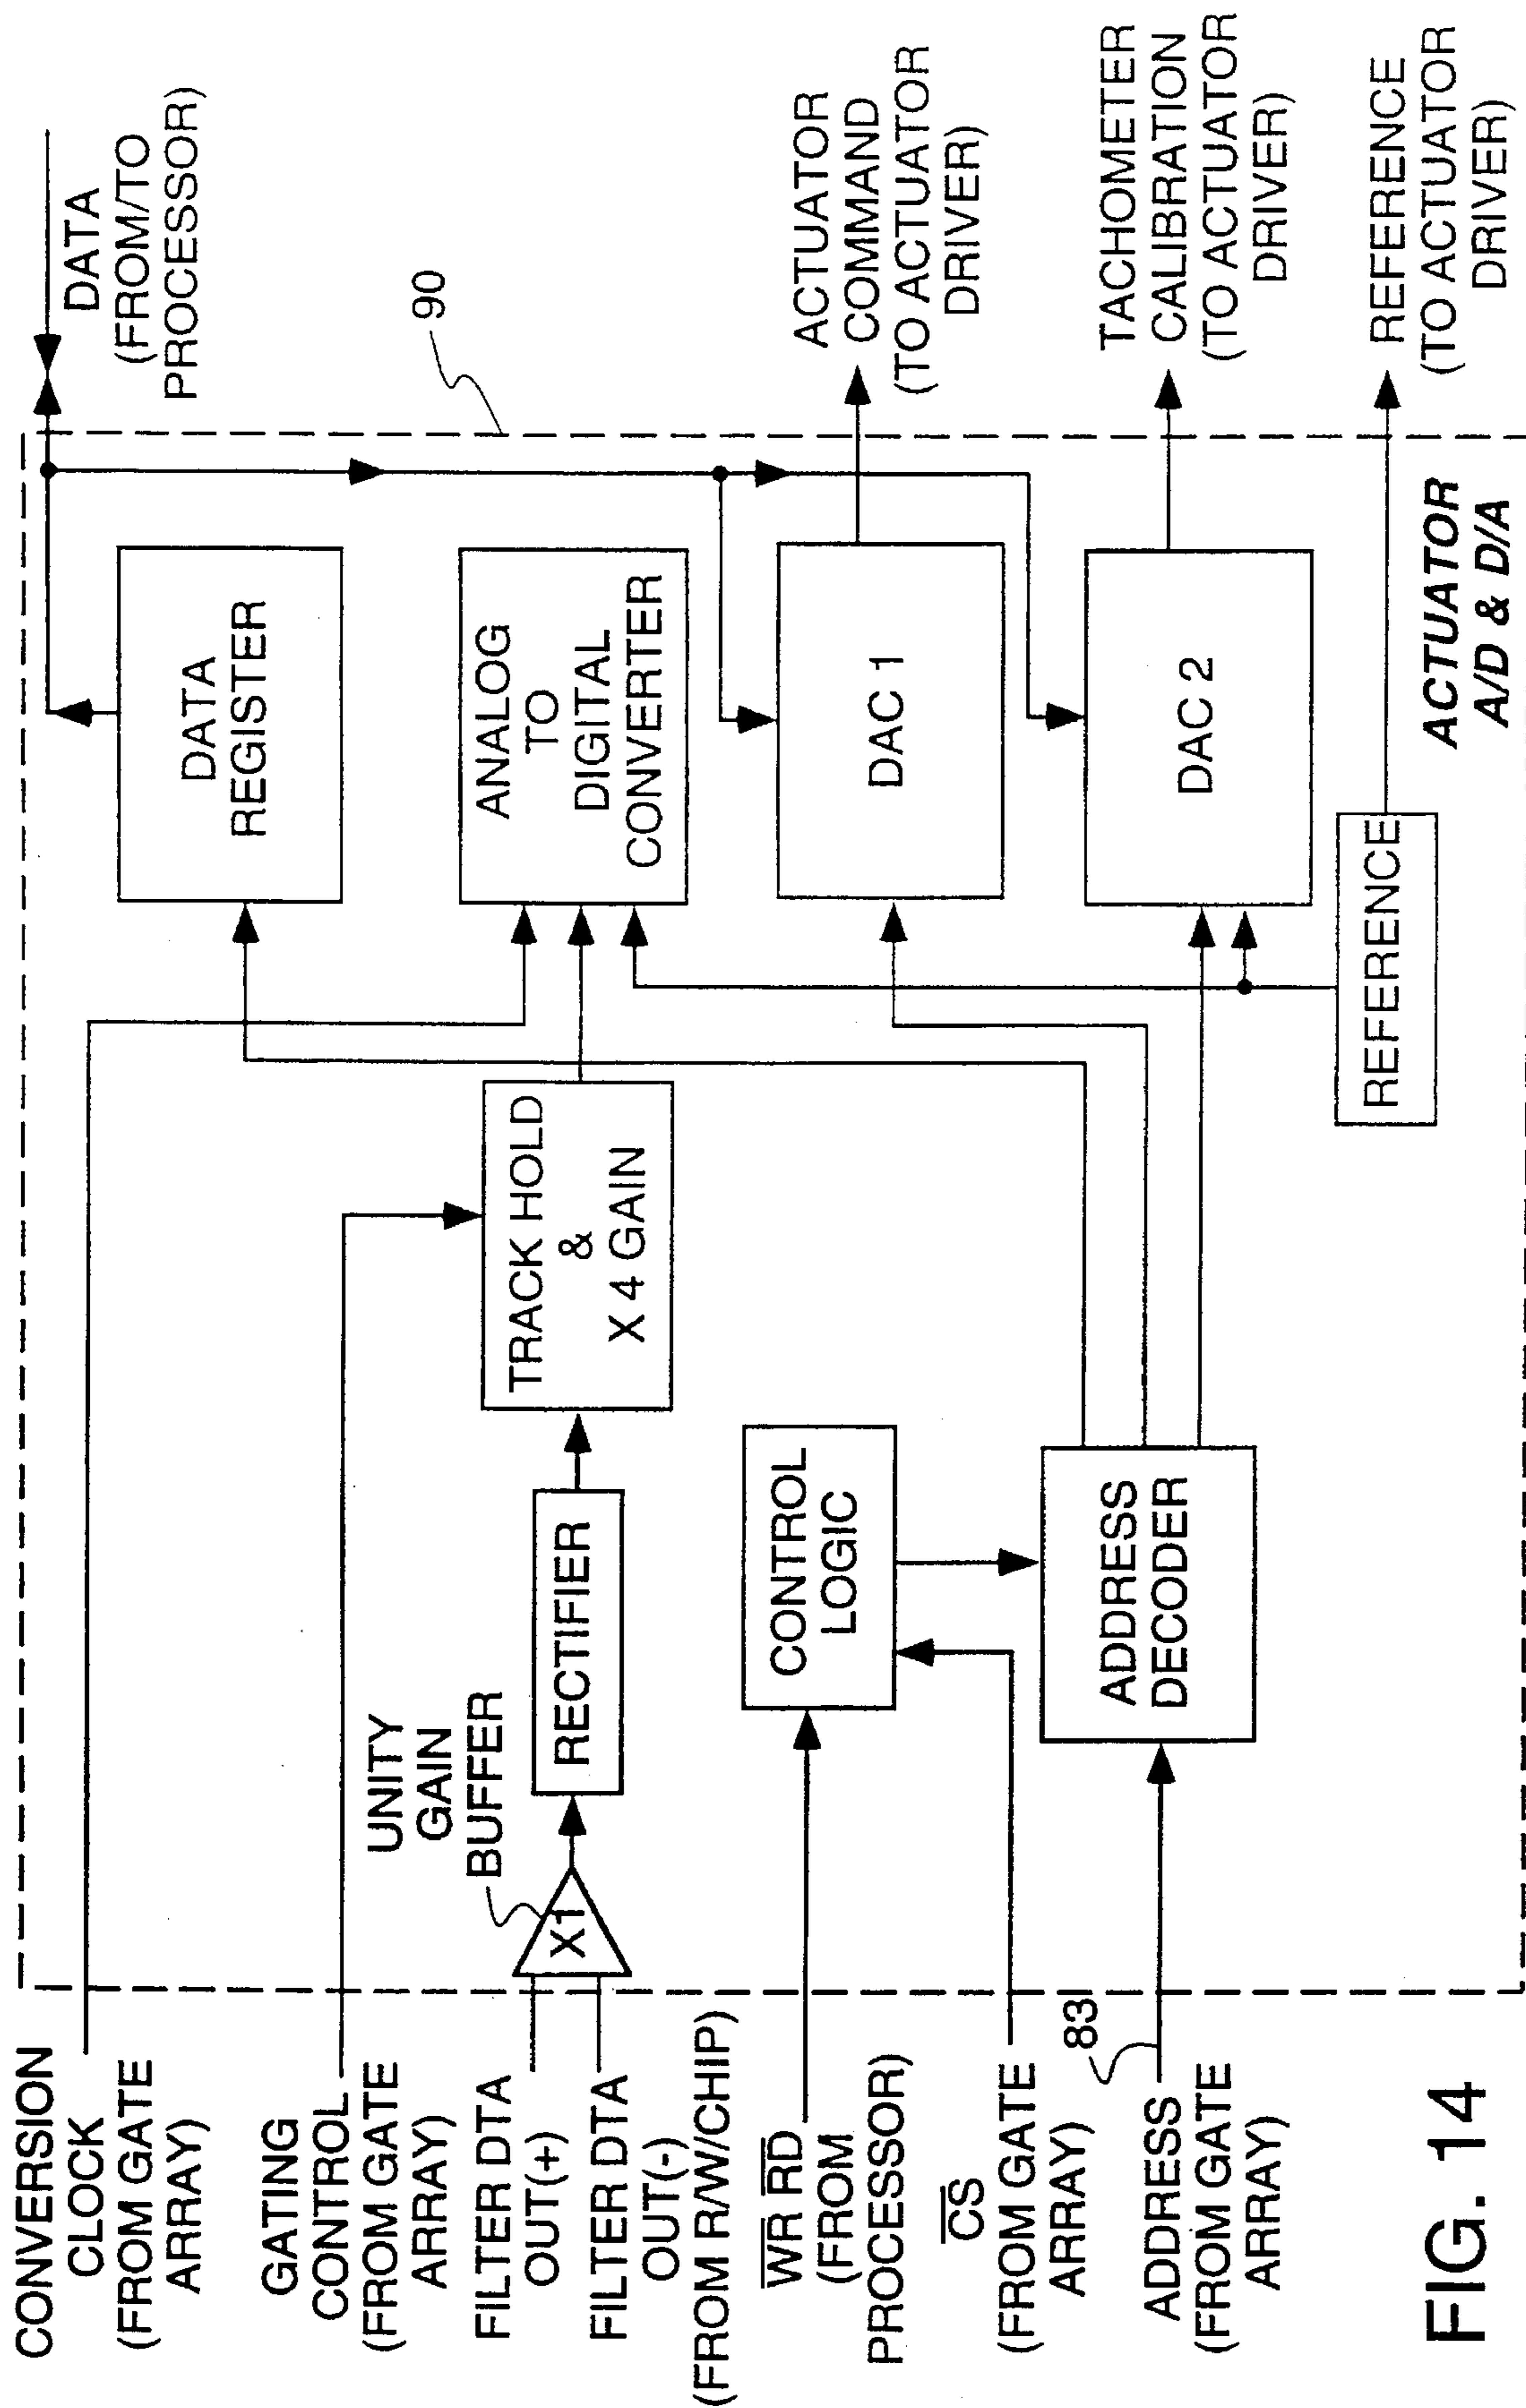 CONVERSION
CLOCK
(FROM GATE
ARRAY)
GATING
CONTROL
(FROM GATE
ARRAY)
FILTER DTA
OUT(+)
FILTER DTA
OUT(-)
(FROM R/W/CHIP)
WR RD
(FROM
PROCESSOR)
CS
(FROM GATE
ARRAY)
83
ADDRESS
(FROM GATE
ARRAY)
UNITY
GAIN
BUFFER
X1
RECTIFIER
TRACK HOLD
&
X 4 GAIN
CONTROL
LOGIC
ADDRESS
DECODER
DATA
REGISTER
ANALOG
TO
DIGITAL
CONVERTER
DAC 1
DAC 2
REFERENCE
ACTUATOR
A/D & D/A
90
DATA
(FROM/TO
PROCESSOR)
ACTUATOR
COMMAND
(TO ACTUATOR
DRIVER)
TACHOMETER
CALIBRATION
(TO ACTUATOR
DRIVER)
REFERENCE
(TO ACTUATOR
DRIVER)
FIG. 14